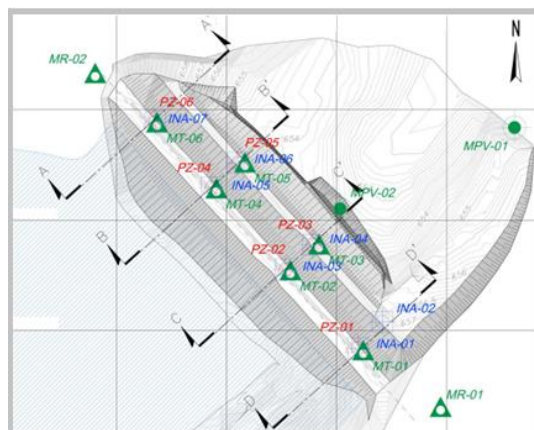 A'
N
MR-02
PZ-06
B'
INA-07
MPV-01
MT-06
PZ-05
INA-06
PZ-04
MT-05
C'
A
INA-05
MPV-02
MT-04
PZ-03
D'
INA-04
B
PZ-02
MT-03
INA-03
MT-02
INA-02
PZ-01
C
INA-01
MT-01
D
MR-01